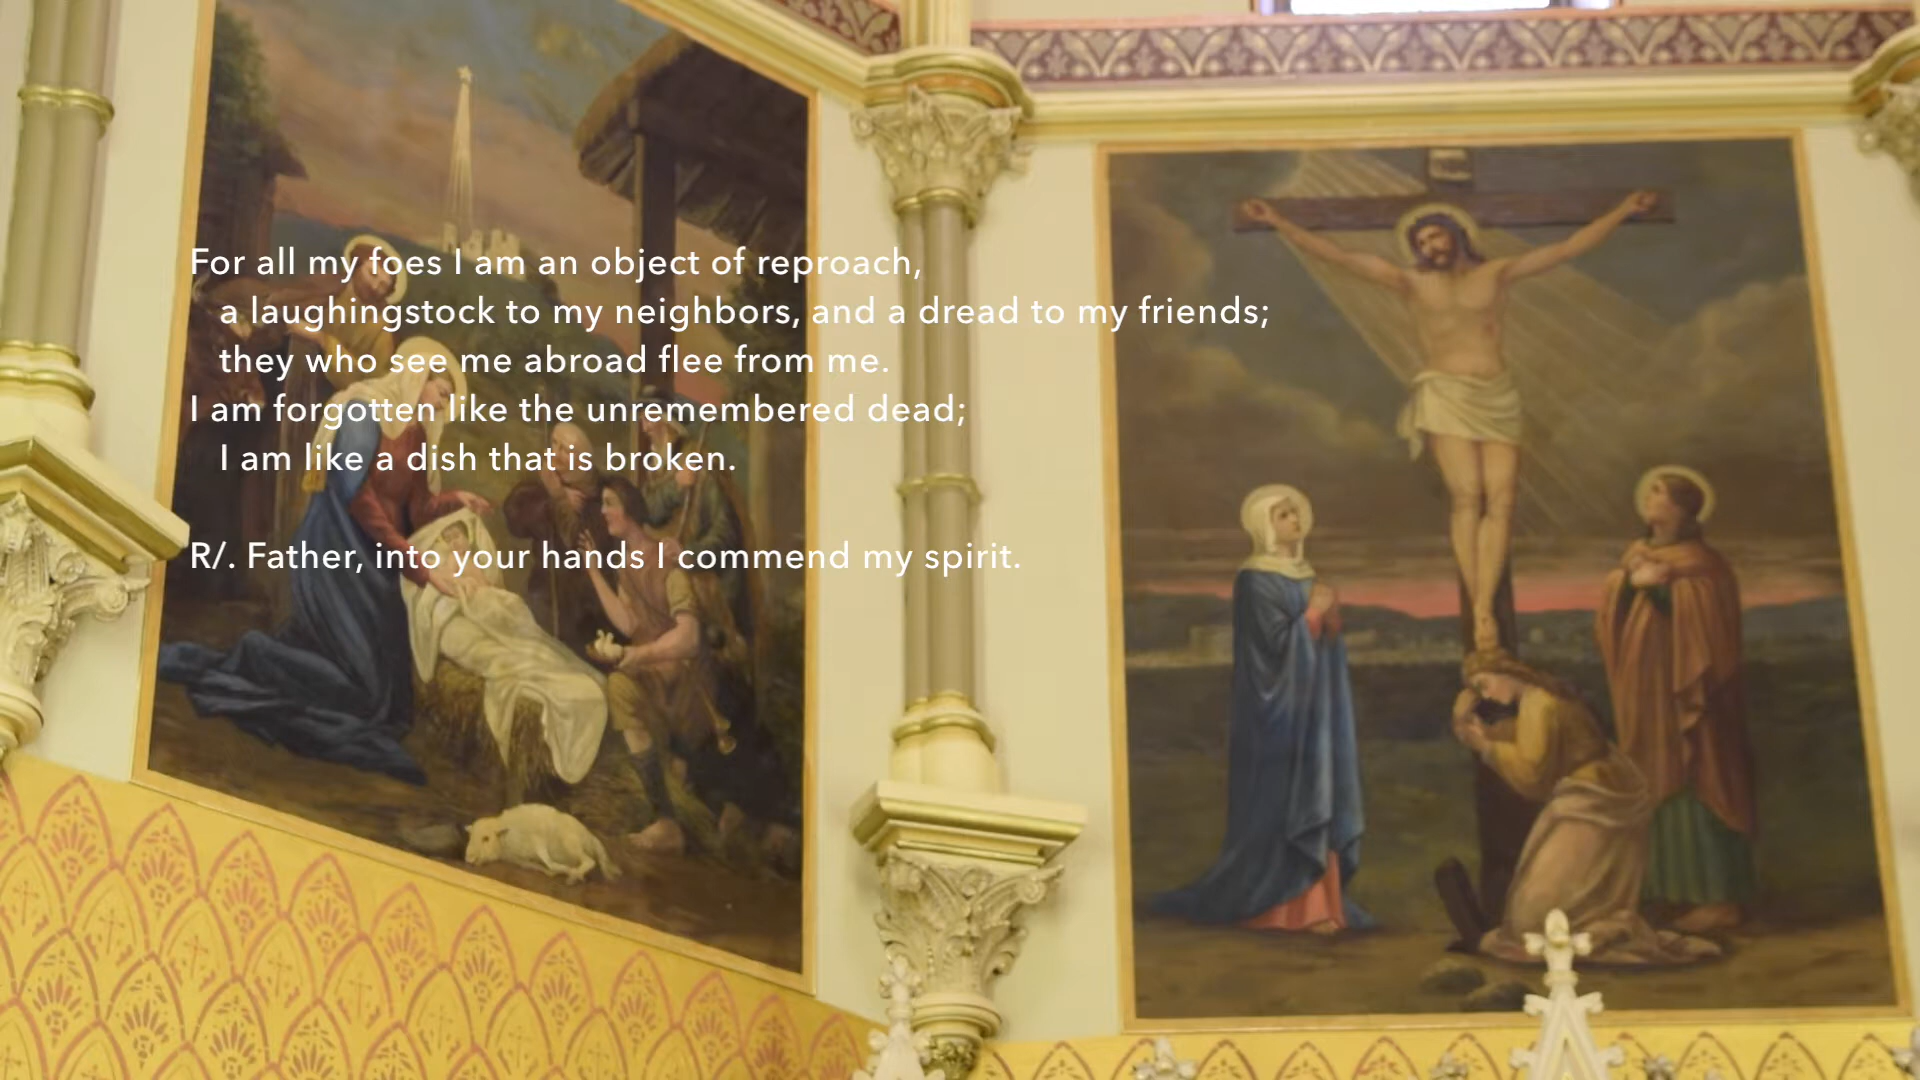 For all my foes I am an object of reproach,
a laughingstock to my neighbors, and a dread to my friends;
they who see me abroad flee from me.
I am forgotten like the unremembered dead;
I am like a dish that is broken.
R/. Father, into your hands I commend my spirit.